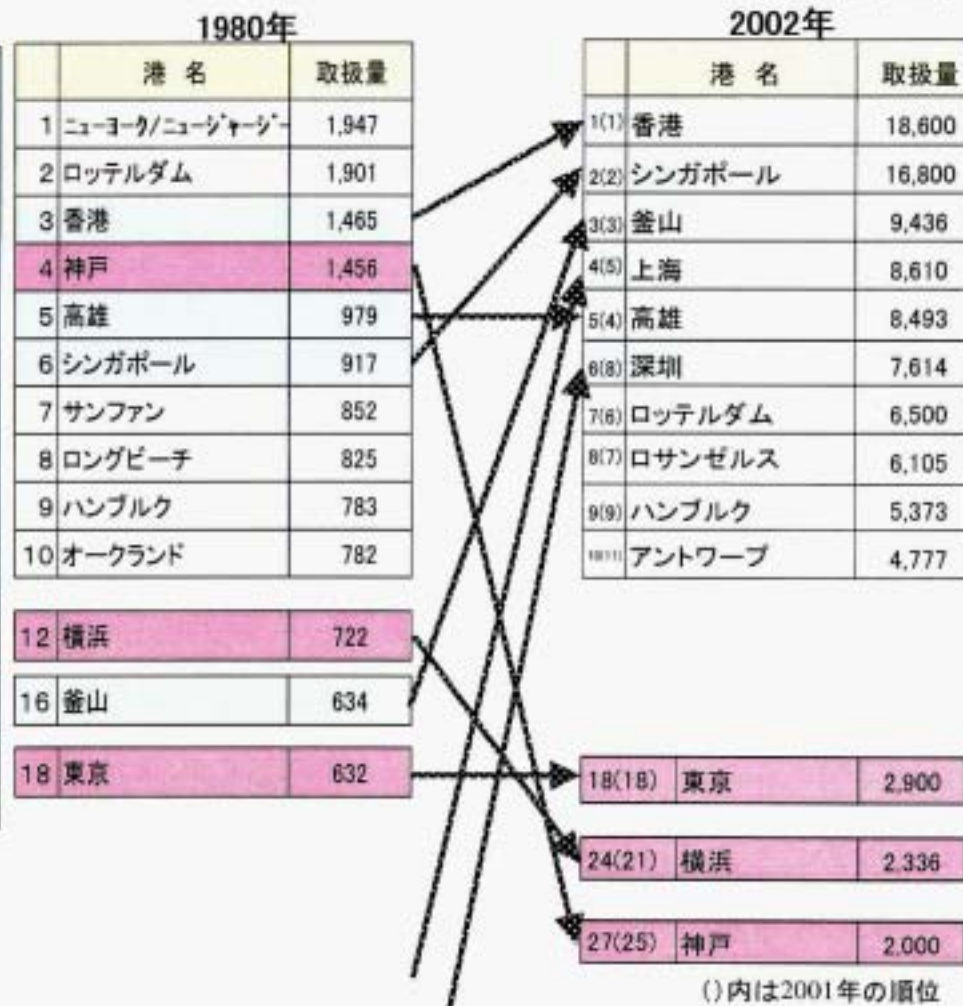 1980年
港 名 取扱量
1 ニューヨーク/ニュージャージー 1,947
2 ロッテルダム 1,901
3 香港 1,465
4 神戸 1,456
5 高雄 979
6 シンガポール 917
7 サンファン 852
8 ロングビーチ 825
9 ハンブルク 783
10 オークランド 782
12 横浜 722
16 釜山 634
18 東京 632
2002年
港 名 取扱量
1(1) 香港 18,600
2(2) シンガポール 16,800
3(3) 釜山 9,436
4(5) 上海 8,610
5(4) 高雄 8,493
6(8) 深圳 7,614
7(6) ロッテルダム 6,500
8(7) ロサンゼルス 6,105
9(9) ハンブルク 5,373
10(11) アントワープ 4,777
18(18) 東京 2,900
24(21) 横浜 2,336
27(25) 神戸 2,000
()内は2001年の順位